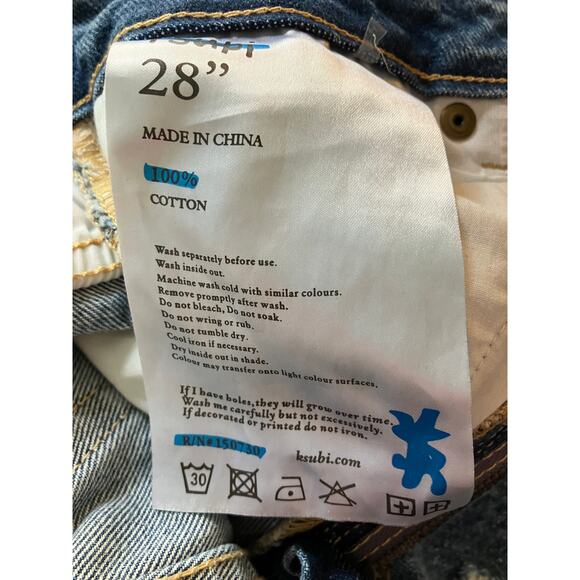 28”
MADE IN CHINA
100%
COTTON
Wash separately before use.
Wash inside out.
Machine wash cold with similar colours.
Remove promptly after wash.
Do not bleach, Do not soak.
Do not wring or rub.
Do not tumble dry.
Cool iron if necessary.
Dry inside out in shade.
Colour may transfer onto light colour surfaces.
If I have holes, they will grow over time.
Wash me carefully but not excessively.
If decorated or printed do not iron.
R/N#150730
ksubi.com
30